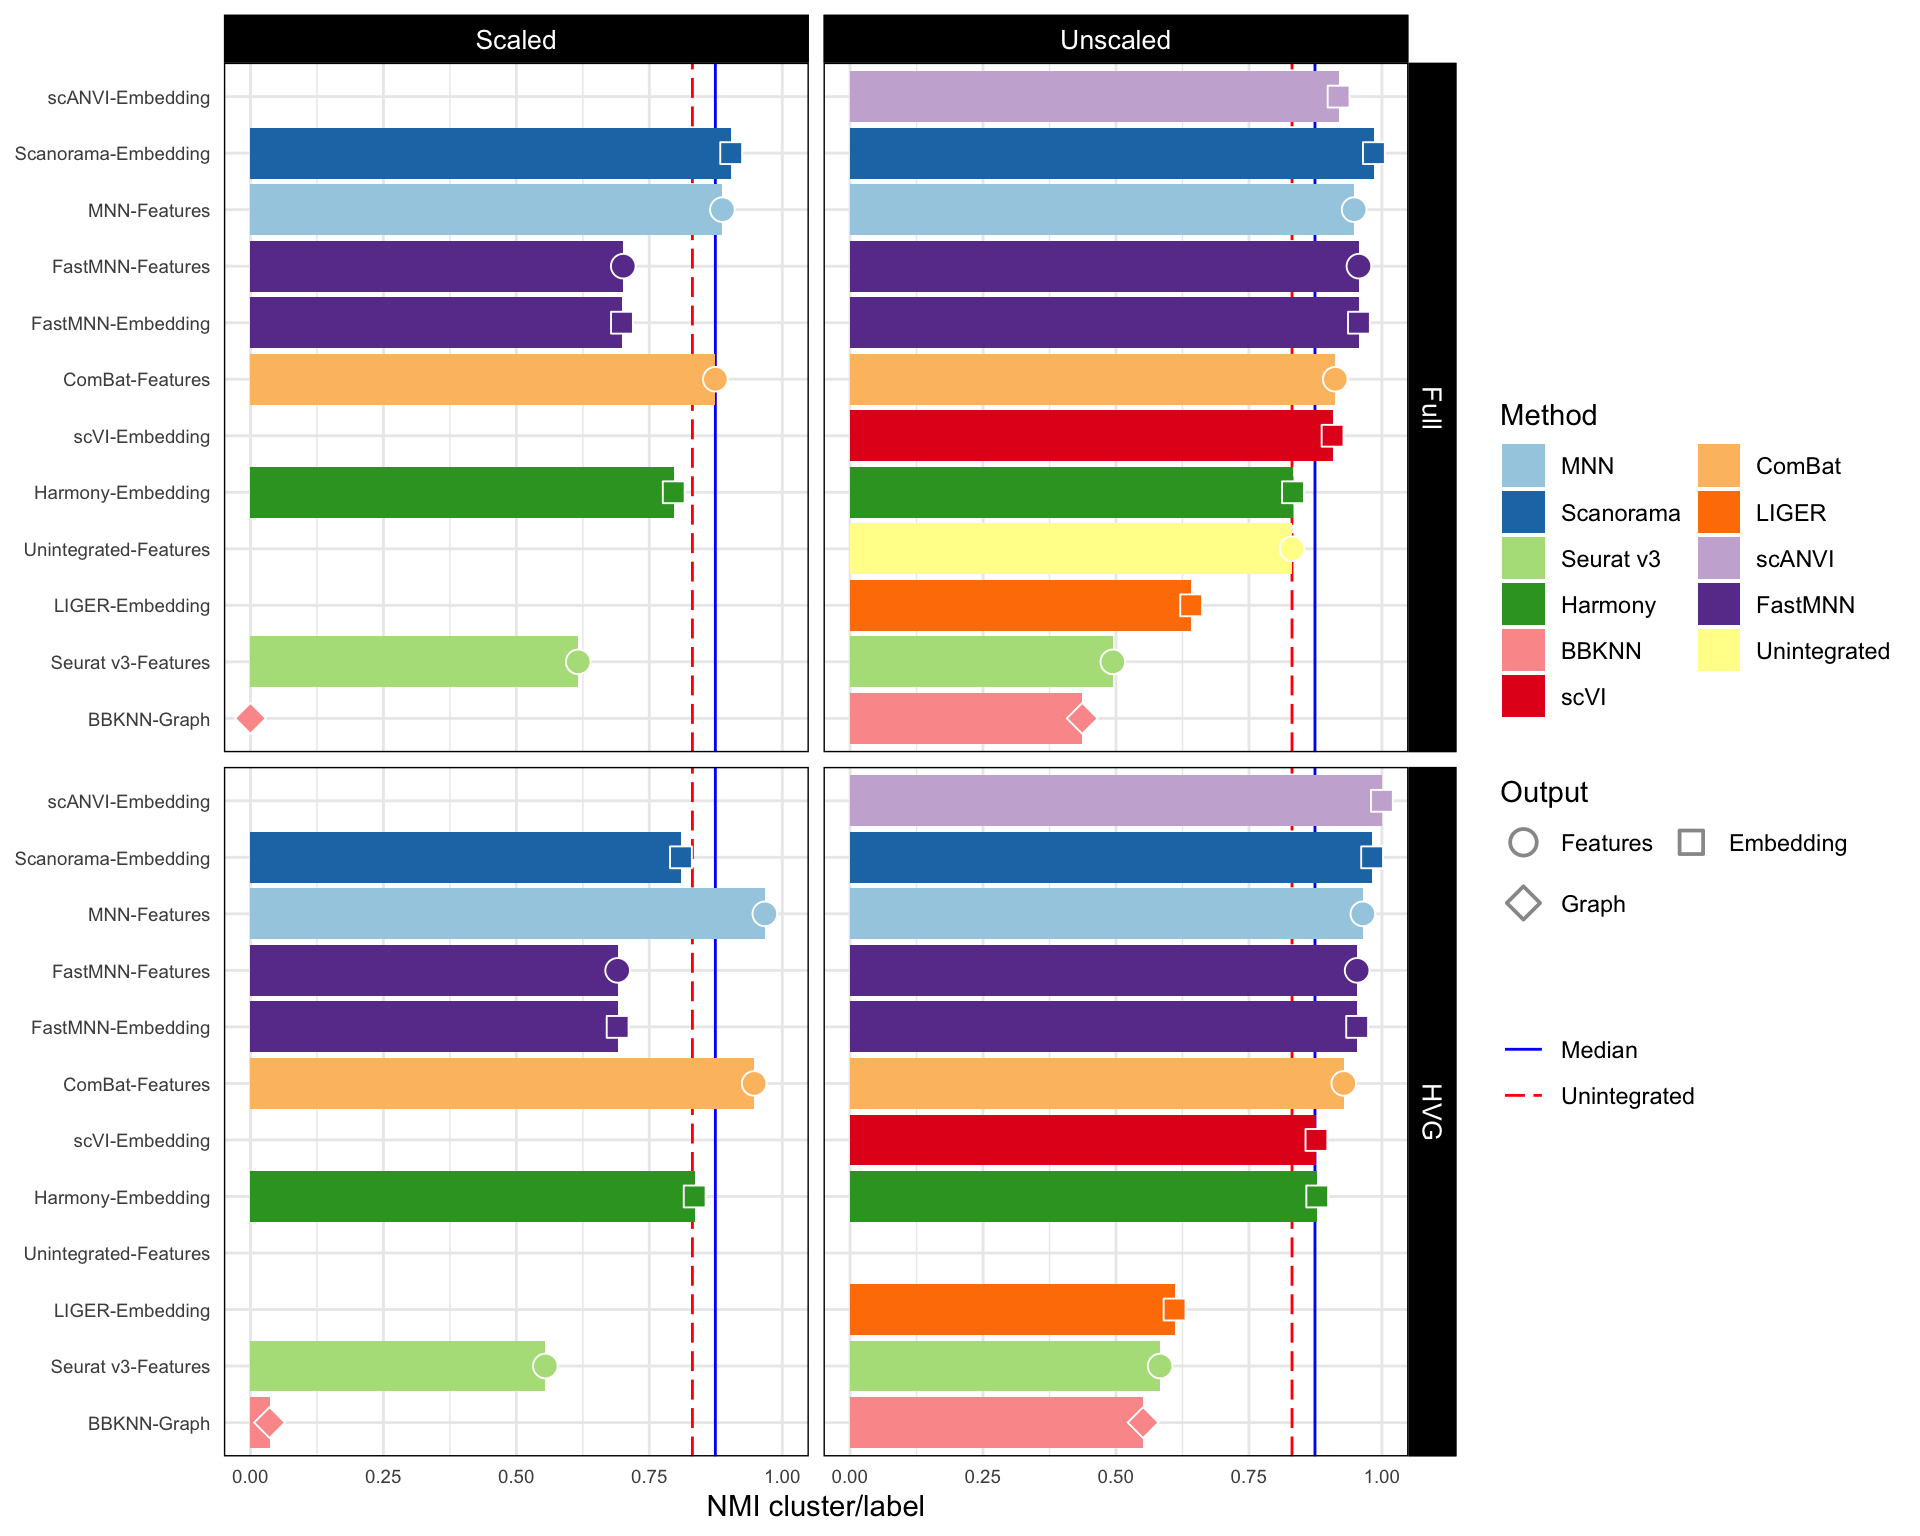 Scaled
Unscaled
scANVI-Embedding
Scanorama-Embedding
MNN-Features
FastMNN-Features
FastMNN-Embedding
ComBat-Features
scVI-Embedding
Harmony-Embedding
Unintegrated-Features
LIGER-Embedding
Seurat v3-Features
BBKNN-Graph
Full
scANVI-Embedding
Scanorama-Embedding
MNN-Features
FastMNN-Features
FastMNN-Embedding
ComBat-Features
scVI-Embedding
Harmony-Embedding
Unintegrated-Features
LIGER-Embedding
Seurat v3-Features
BBKNN-Graph
HVG
0.00 0.25 0.50 0.75 1.00
0.00 0.25 0.50 0.75 1.00
NMI cluster/label
Method
MNN
Scanorama
Seurat v3
Harmony
BBKNN
scVI
ComBat
LIGER
scANVI
FastMNN
Unintegrated
Output
Features
Embedding
Graph
Median
Unintegrated